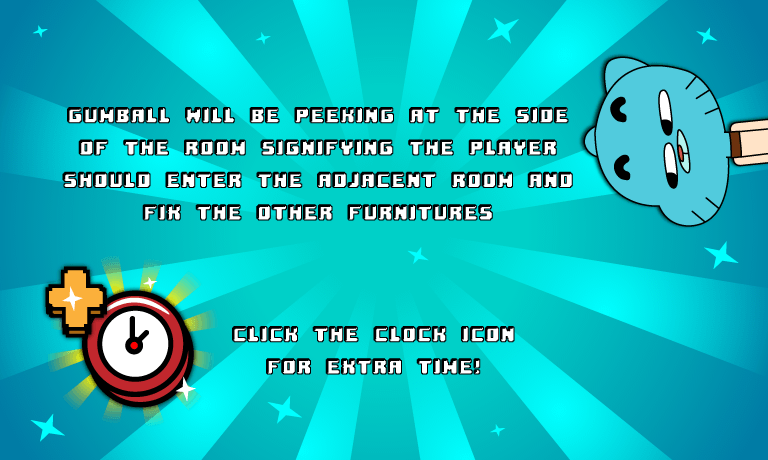 GUMBALL WILL BE PEEKING AT THE SIDE
OF THE ROOM SIGNIFYING THE PLAYER
SHOULD ENTER THE ADJACENT ROOM AND
FIX THE OTHER FURNITURES
CLICK THE CLOCK ICON
FOR EXTRA TIME!